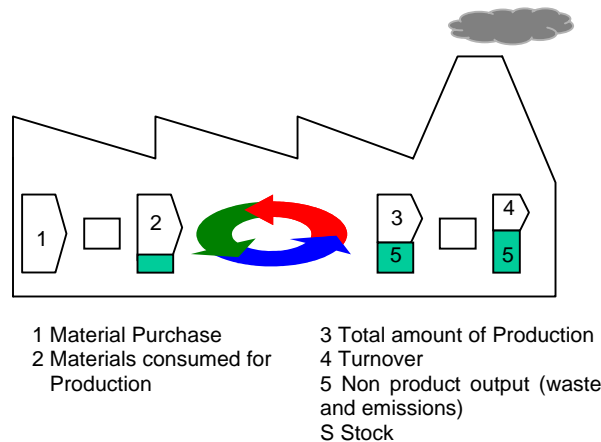 1
2
3
5
4
5
1 Material Purchase
2 Materials consumed for
Production
3 Total amount of Production
4 Turnover
5 Non product output (waste
and emissions)
S Stock